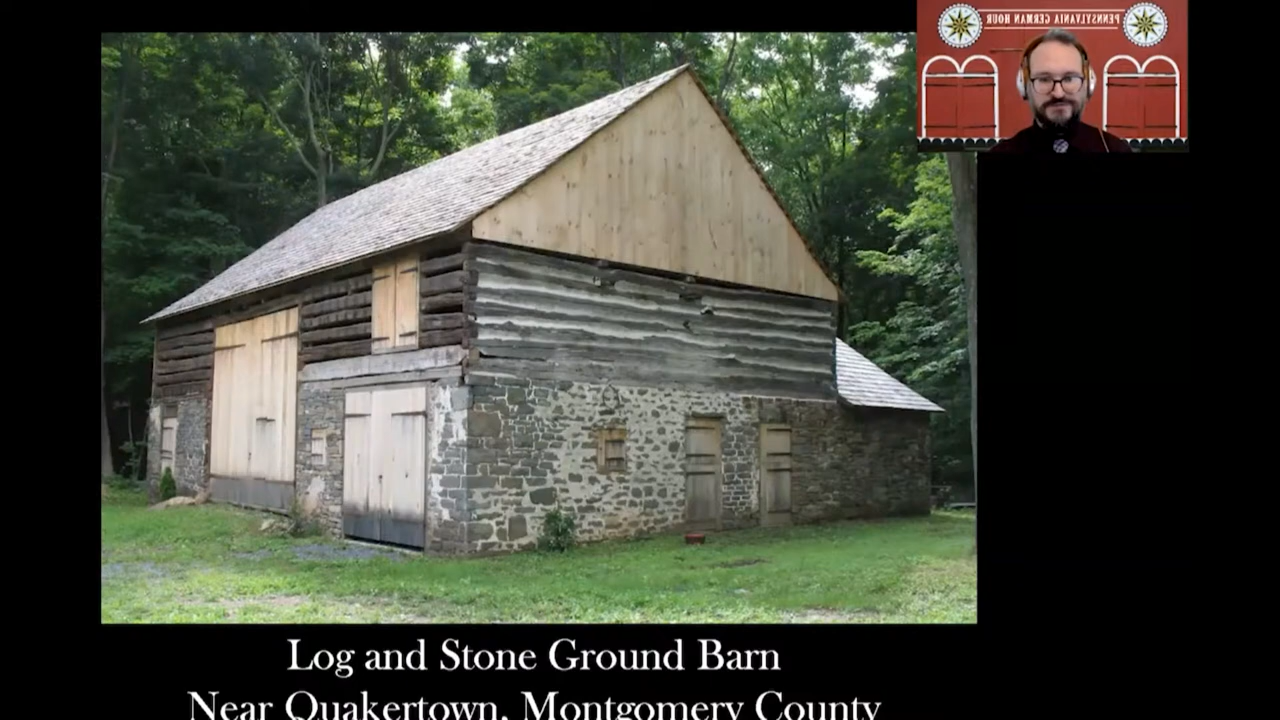 PENNSYLVANIA GERMAN HOUR
Log and Stone Ground Barn
Near Quakertown, Montgomery County